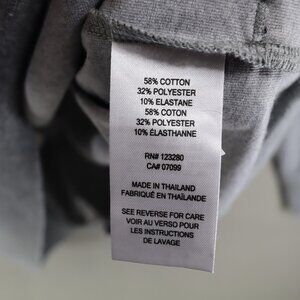 58% COTTON
32% POLYESTER
10% ELASTANE
58% COTON
32% POLYESTER
10% ÉLASTHANNE
RN# 123280
CA# 07099
MADE IN THAILAND
FABRIQUÉ EN THAÏLANDE
SEE REVERSE FOR CARE
VOIR AU VERSO POUR
LES INSTRUCTIONS
DE LAVAGE